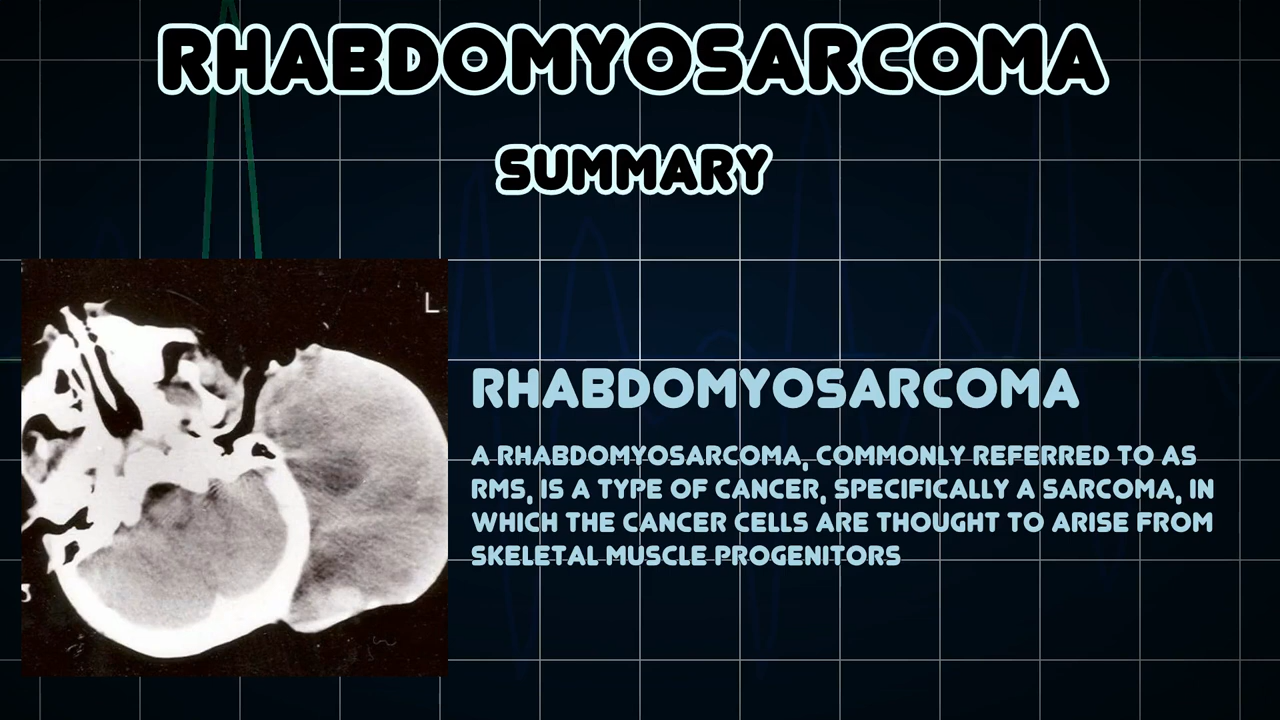 RHABDOMYOSARCOMA
SUMMARY
L
RHABDOMYOSARCOMA
A RHABDOMYOSARCOMA, COMMONLY REFERRED TO AS
RMS, IS A TYPE OF CANCER, SPECIFICALLY A SARCOMA, IN
WHICH THE CANCER CELLS ARE THOUGHT TO ARISE FROM
SKELETAL MUSCLE PROGENITORS